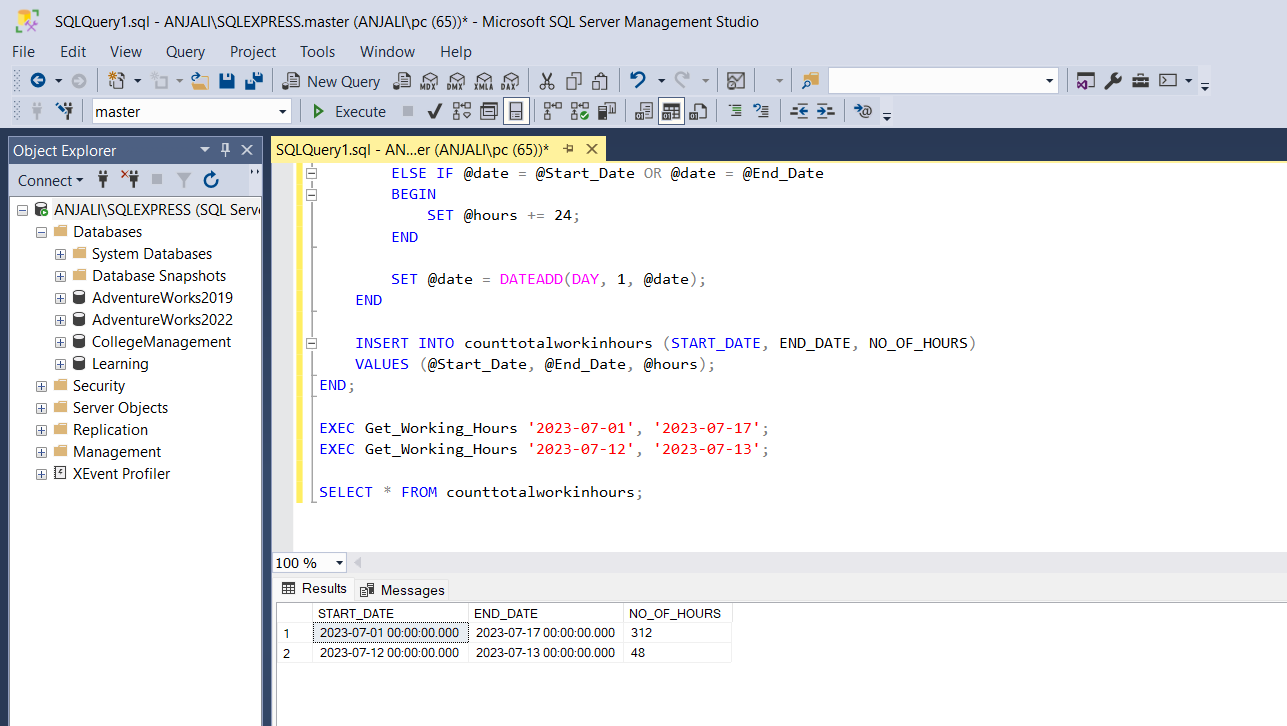 SQLQuery1.sql - ANJALI\SQLEXPRESS.master (ANJALI\pc (65))* - Microsoft SQL Server Management Studio
File Edit View Query Project Tools Window Help
New Query MDX DMX XMLA DAX
master Execute
Object Explorer
SQLQuery1.sql - AN...er (ANJALI\pc (65))*
Connect
ANJALI\SQLEXPRESS (SQL Serve
Databases
System Databases
Database Snapshots
AdventureWorks2019
AdventureWorks2022
CollegeManagement
Learning
Security
Server Objects
Replication
Management
XEvent Profiler
ELSE IF @date = @Start_Date OR @date = @End_Date
BEGIN
SET @hours += 24;
END
SET @date = DATEADD(DAY, 1, @date);
END
INSERT INTO counttotalworkinhours (START_DATE, END_DATE, NO_OF_HOURS)
VALUES (@Start_Date, @End_Date, @hours);
END;
EXEC Get_Working_Hours '2023-07-01', '2023-07-17';
EXEC Get_Working_Hours '2023-07-12', '2023-07-13';
SELECT * FROM counttotalworkinhours;
100 %
Results Messages
START_DATE END_DATE NO_OF_HOURS
1 2023-07-01 00:00:00.000 2023-07-17 00:00:00.000 312
2 2023-07-12 00:00:00.000 2023-07-13 00:00:00.000 48